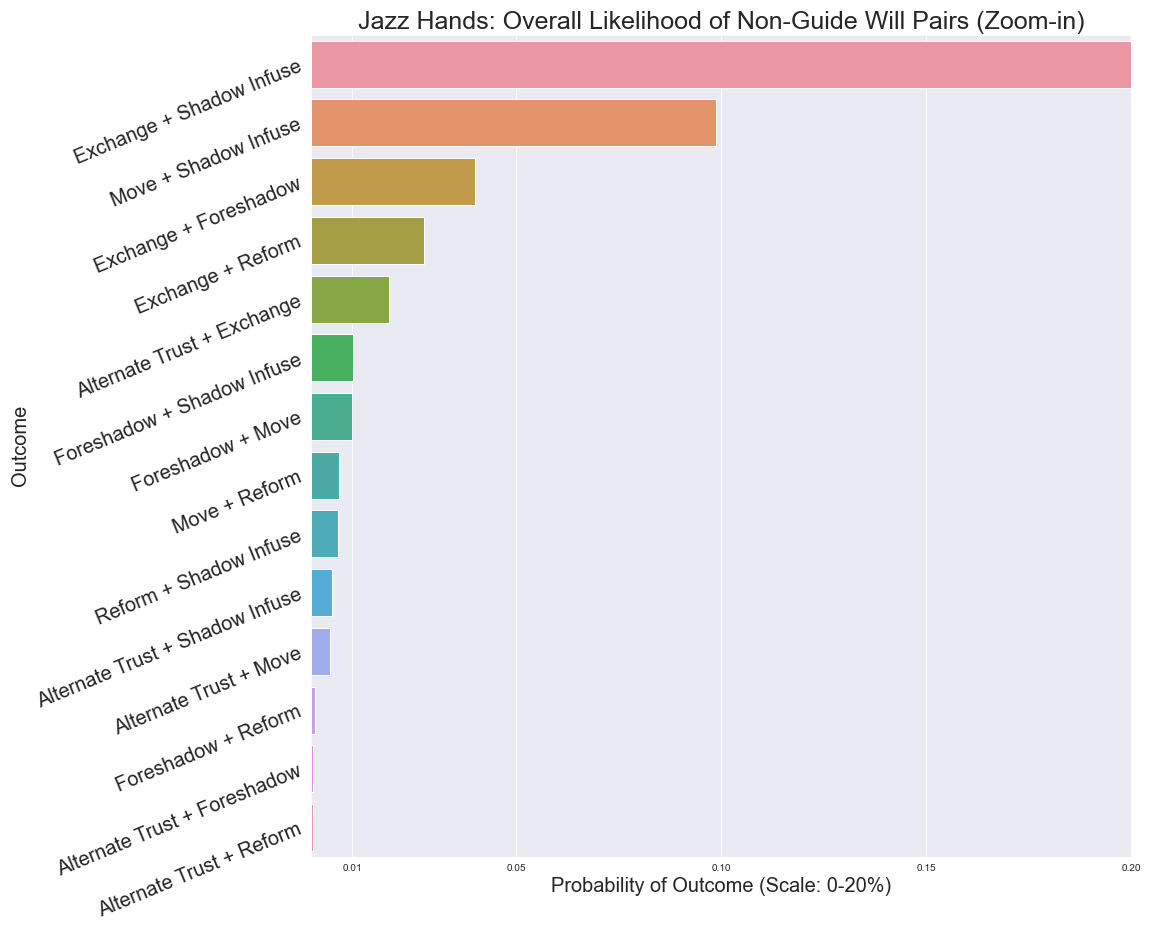 Jazz Hands: Overall Likelihood of Non-Guide Will Pairs (Zoom-in)
Exchange + Shadow Infuse
Move + Shadow Infuse
Exchange + Foreshadow
Exchange + Reform
Alternate Trust + Exchange
Foreshadow + Shadow Infuse
Foreshadow + Move
Move + Reform
Reform + Shadow Infuse
Alternate Trust + Shadow Infuse
Alternate Trust + Move
Foreshadow + Reform
Alternate Trust + Foreshadow
Alternate Trust + Reform
Outcome
0.01 0.05 0.10 0.15 0.20
Probability of Outcome (Scale: 0-20%)